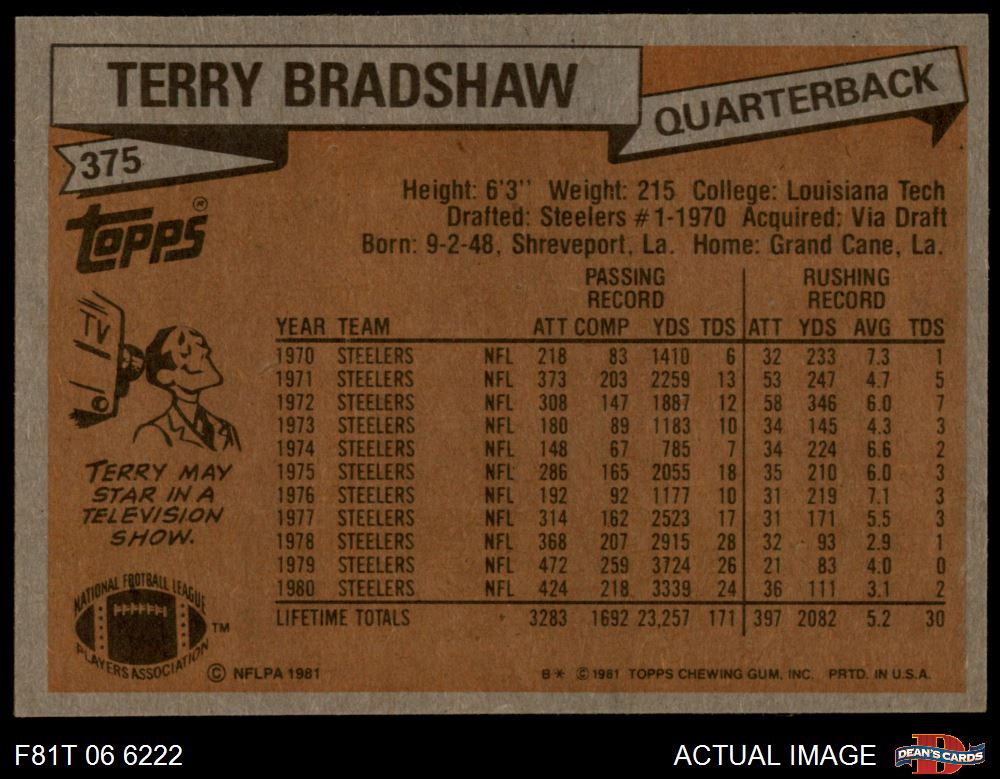 TERRY BRADSHAW
QUARTERBACK
375
Topps®
Height: 6'3" Weight: 215 College: Louisiana Tech
Drafted: Steelers #1-1970 Acquired: Via Draft
Born: 9-2-48, Shreveport, La. Home: Grand Cane, La.
PASSING RECORD RUSHING RECORD
YEAR TEAM ATT COMP YDS TDS ATT YDS AVG TDS
1970 STEELERS NFL 218 83 1410 6 32 233 7.3 1
1971 STEELERS NFL 373 203 2259 13 53 247 4.7 5
1972 STEELERS NFL 308 147 1887 12 58 346 6.0 7
1973 STEELERS NFL 180 89 1183 10 34 145 4.3 3
1974 STEELERS NFL 148 67 785 7 34 224 6.6 2
1975 STEELERS NFL 286 165 2055 18 35 210 6.0 3
1976 STEELERS NFL 192 92 1177 10 31 219 7.1 3
1977 STEELERS NFL 314 162 2523 17 31 171 5.5 3
1978 STEELERS NFL 368 207 2915 28 32 93 2.9 1
1979 STEELERS NFL 472 259 3724 26 21 83 4.0 0
1980 STEELERS NFL 424 218 3339 24 36 111 3.1 2
LIFETIME TOTALS 3283 1692 23,257 171 397 2082 5.2 30
TV
TERRY MAY
STAR IN A
TELEVISION
SHOW.
NATIONAL FOOTBALL LEAGUE
PLAYERS ASSOCIATION
TM
© NFLPA 1981
B* © 1981 TOPPS CHEWING GUM, INC. PRTD. IN U.S.A.
F81T 06 6222
ACTUAL IMAGE
D
DEAN'S CARDS